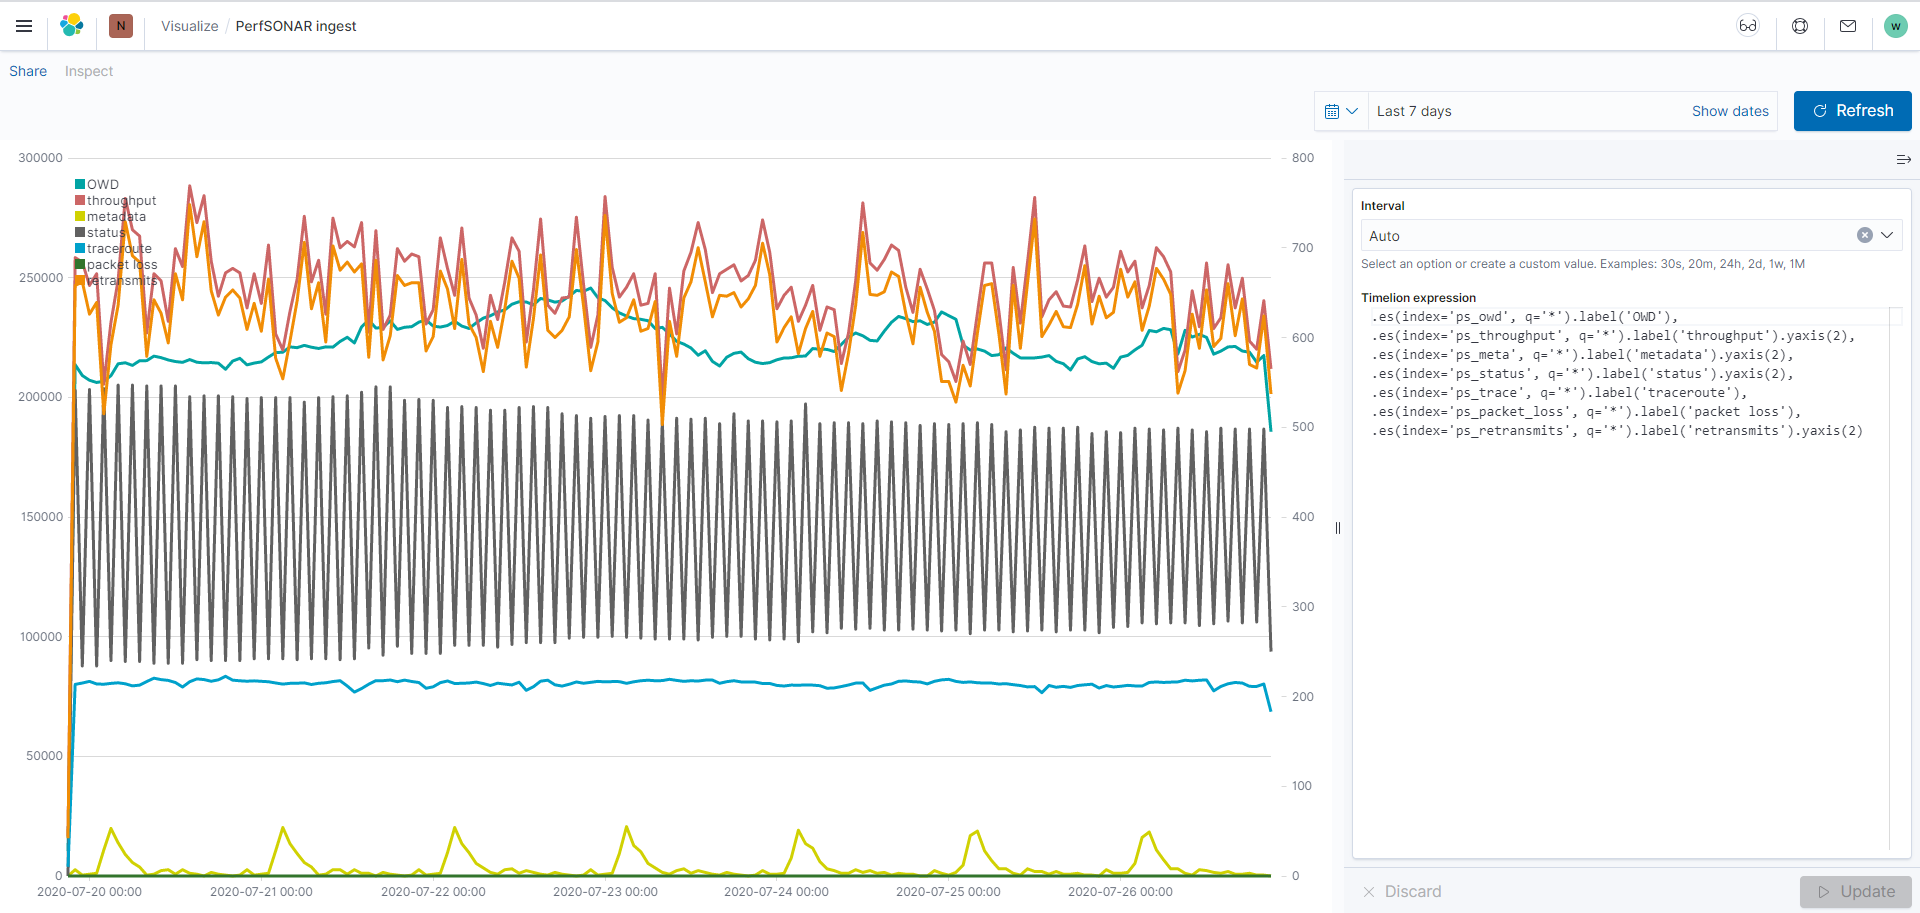 N Visualize / PerfSONAR ingest w
Share Inspect
Last 7 days Show dates Refresh
300000
250000
200000
150000
100000
50000
0
OWD
throughput
metadata
status
traceroute
packet loss
retransmits
800
700
600
500
400
300
200
100
0
2020-07-20 00:00 2020-07-21 00:00 2020-07-22 00:00 2020-07-23 00:00 2020-07-24 00:00 2020-07-25 00:00 2020-07-26 00:00
Interval
Auto
Select an option or create a custom value. Examples: 30s, 20m, 24h, 2d, 1w, 1M
Timelion expression
.es(index='ps_owd', q='*').label('OWD'),
.es(index='ps_throughput', q='*').label('throughput').yaxis(2),
.es(index='ps_meta', q='*').label('metadata').yaxis(2),
.es(index='ps_status', q='*').label('status').yaxis(2),
.es(index='ps_trace', q='*').label('traceroute'),
.es(index='ps_packet_loss', q='*').label('packet loss'),
.es(index='ps_retransmits', q='*').label('retransmits').yaxis(2)
Discard Update